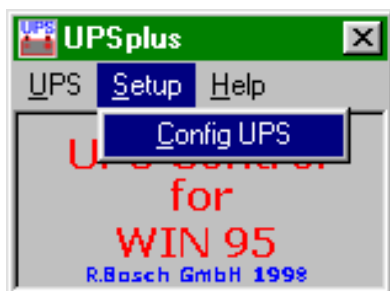 UPS
UPSplus
UPS Setup Help
Config UPS
for
WIN 95
R.Bosch GmbH 1998